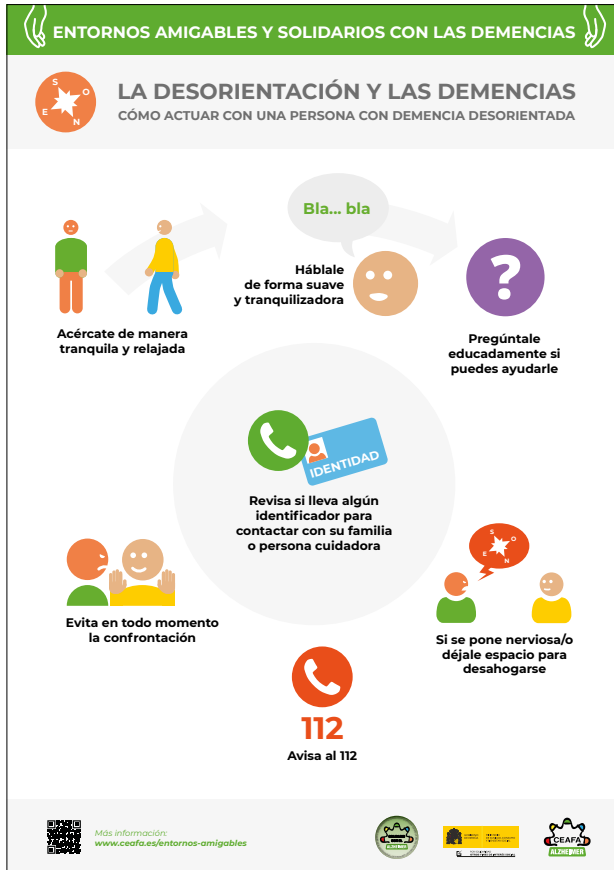 ENTORNOS AMIGABLES Y SOLIDARIOS CON LAS DEMENCIAS
S
O
E
N
LA DESORIENTACIÓN Y LAS DEMENCIAS
CÓMO ACTUAR CON UNA PERSONA CON DEMENCIA DESORIENTADA
Bla... bla
Acércate de manera
tranquila y relajada
Háblale
de forma suave
y tranquilizadora
?
Pregúntale
educadamente si
puedes ayudarle
IDENTIDAD
Revisa si lleva algún
identificador para
contactar con su familia
o persona cuidadora
Evita en todo momento
la confrontación
S
O
E
N
Si se pone nerviosa/o
déjale espacio para
desahogarse
112
Avisa al 112
Más información:
www.ceafa.es/entornos-amigables
ALZHEIMER
CEAFA
ALZHEIMER